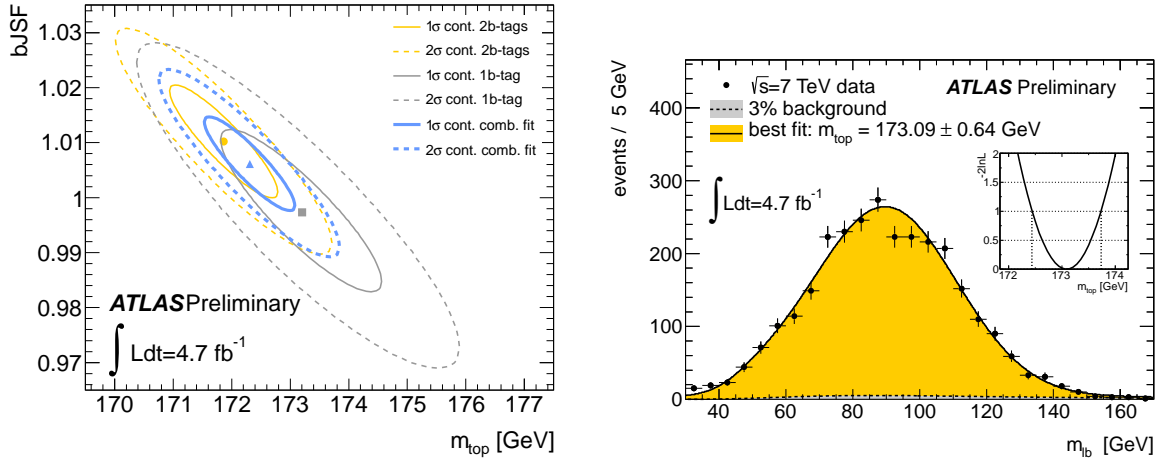 bJSF
1.03
1.02
1.01
1
0.99
0.98
0.97
1σ cont. 2b-tags
2σ cont. 2b-tags
1σ cont. 1b-tag
2σ cont. 1b-tag
1σ cont. comb. fit
2σ cont. comb. fit
ATLAS Preliminary
∫ Ldt=4.7 fb⁻¹
170 171 172 173 174 175 176 177
m_top [GeV]
events / 5 GeV
400
300
200
100
0
√s=7 TeV data
ATLAS Preliminary
3% background
best fit: m_top = 173.09 ± 0.64 GeV
∫ Ldt=4.7 fb⁻¹
-2lnL
2
1.5
1
0.5
0
172 173 174
m_top [GeV]
40 60 80 100 120 140 160
m_lb [GeV]